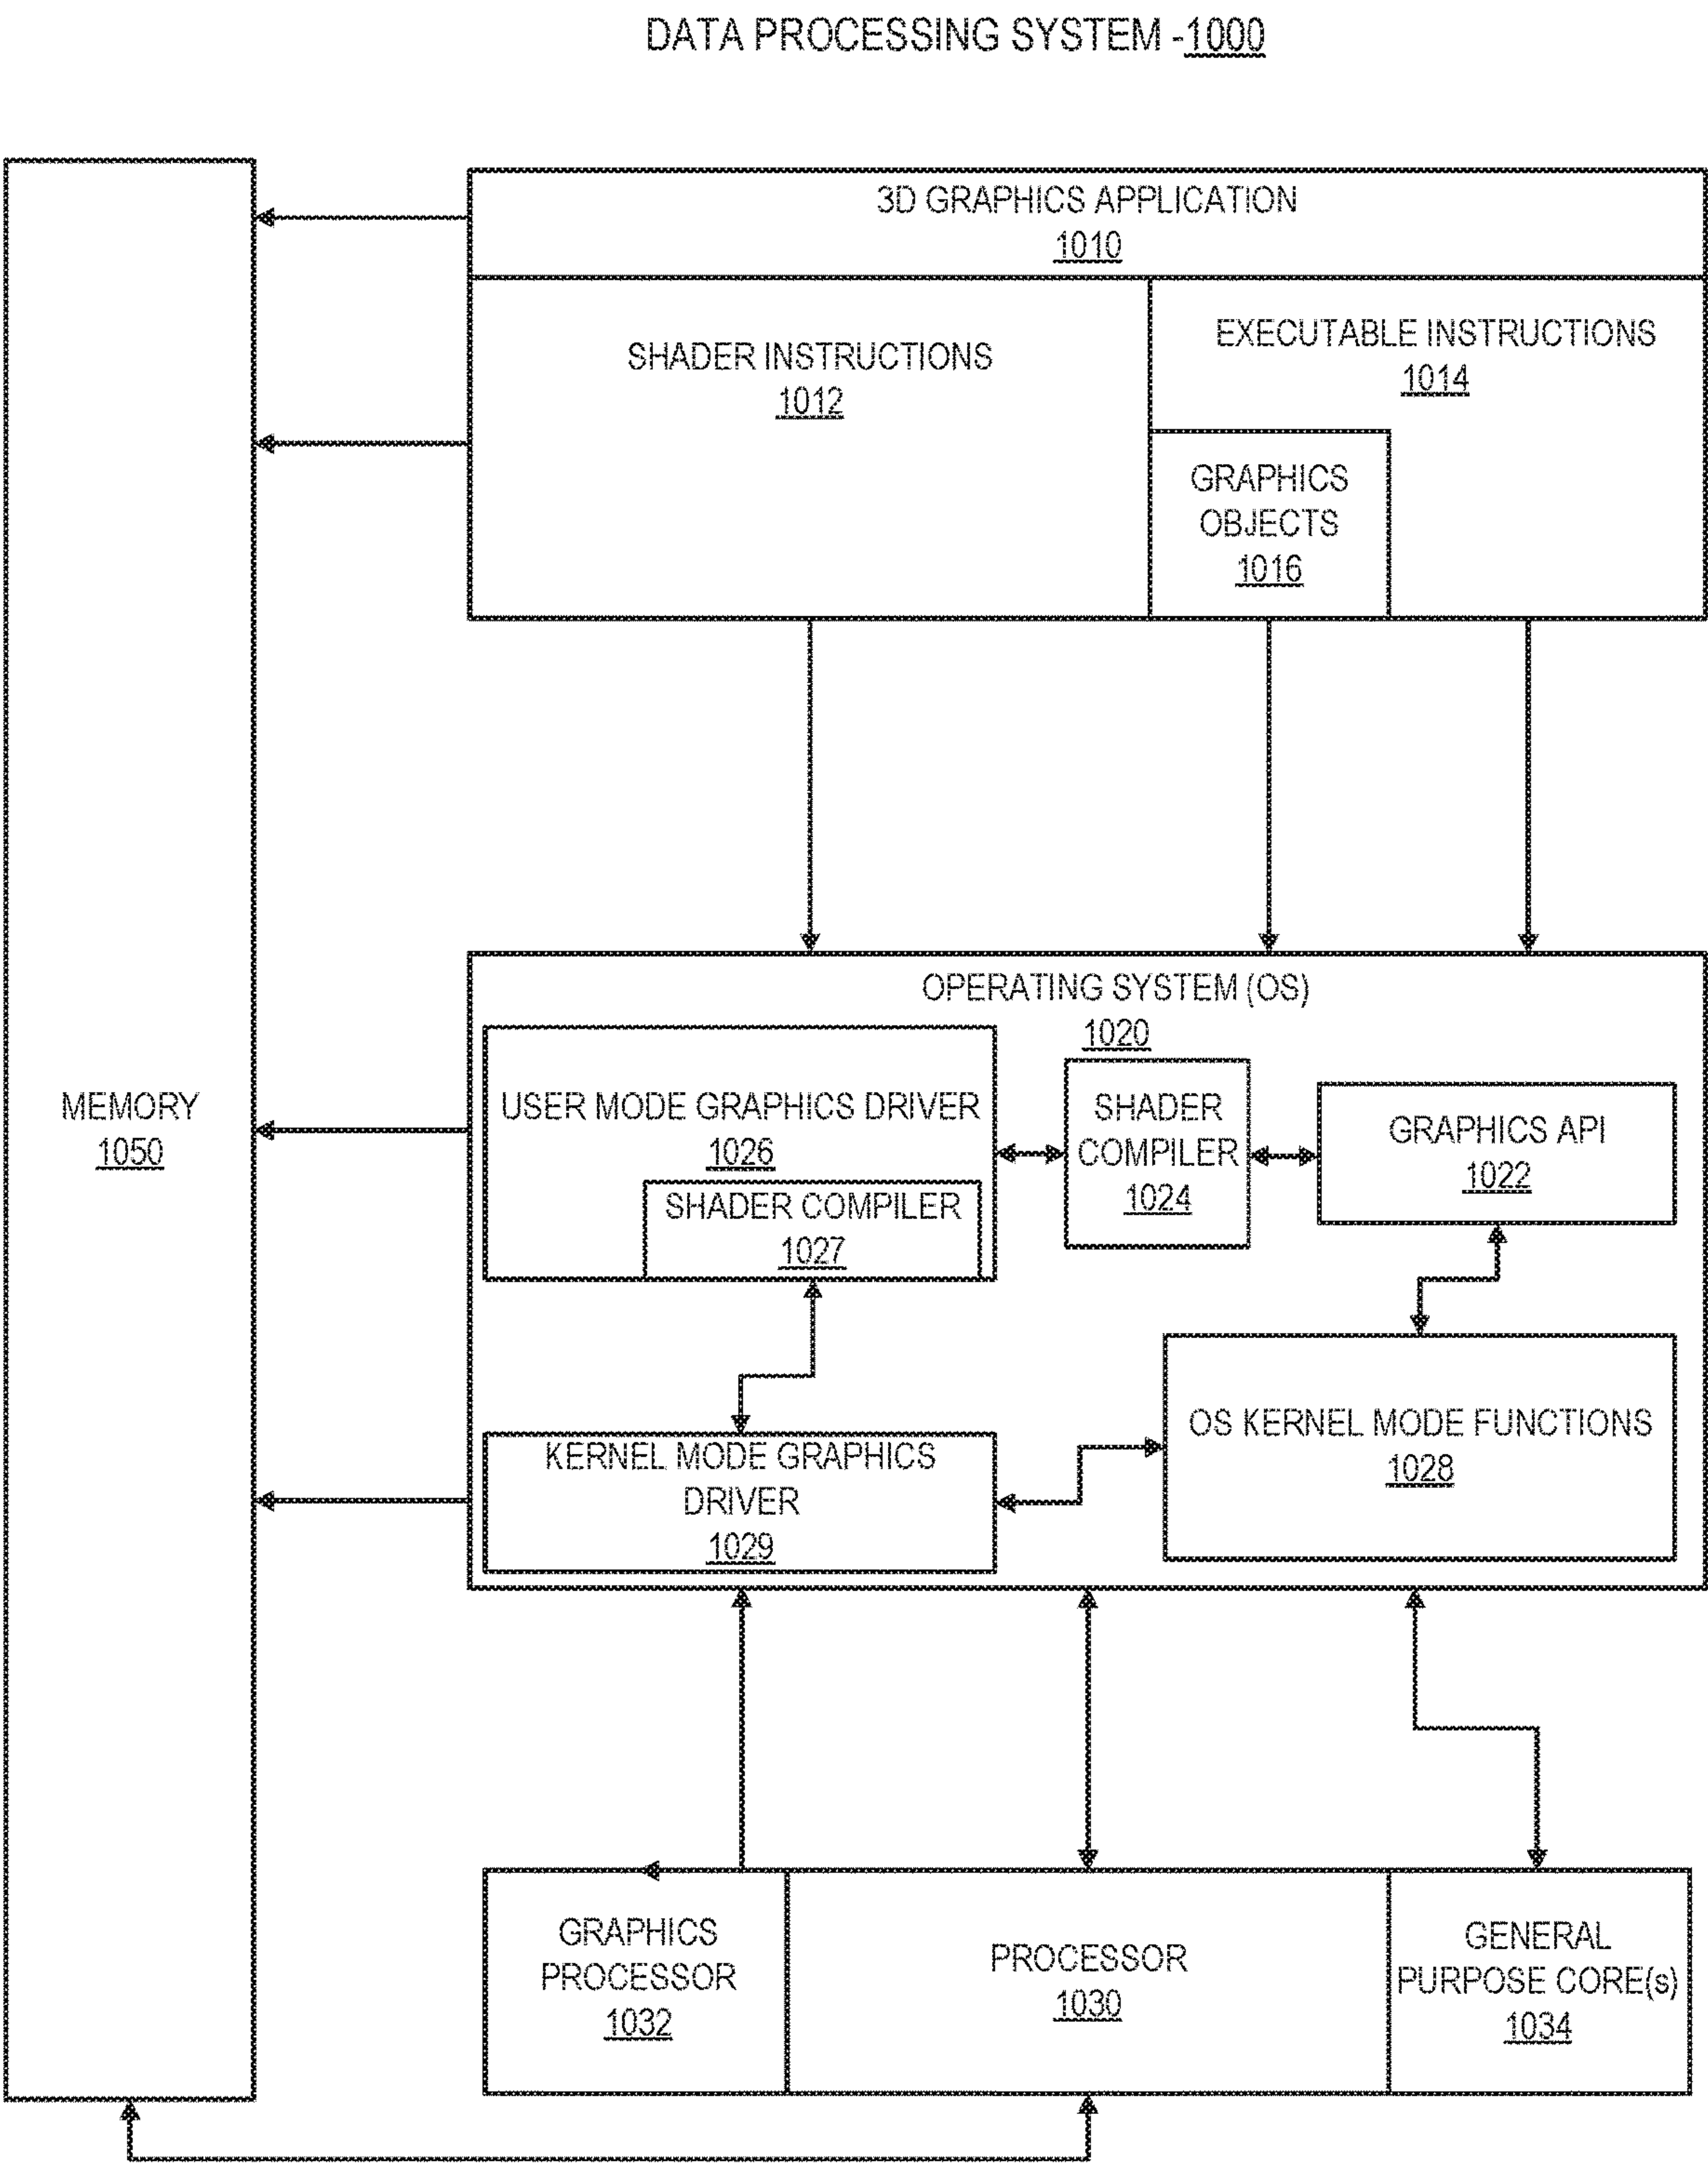 DATA PROCESSING SYSTEM -1000
3D GRAPHICS APPLICATION
1010
SHADER INSTRUCTIONS
1012
EXECUTABLE INSTRUCTIONS
1014
GRAPHICS
OBJECTS
1016
MEMORY
1050
OPERATING SYSTEM (OS)
1020
USER MODE GRAPHICS DRIVER
1026
SHADER COMPILER
1027
SHADER
COMPILER
1024
GRAPHICS API
1022
KERNEL MODE GRAPHICS
DRIVER
1029
OS KERNEL MODE FUNCTIONS
1028
GRAPHICS
PROCESSOR
1032
PROCESSOR
1030
GENERAL
PURPOSE CORE(s)
1034